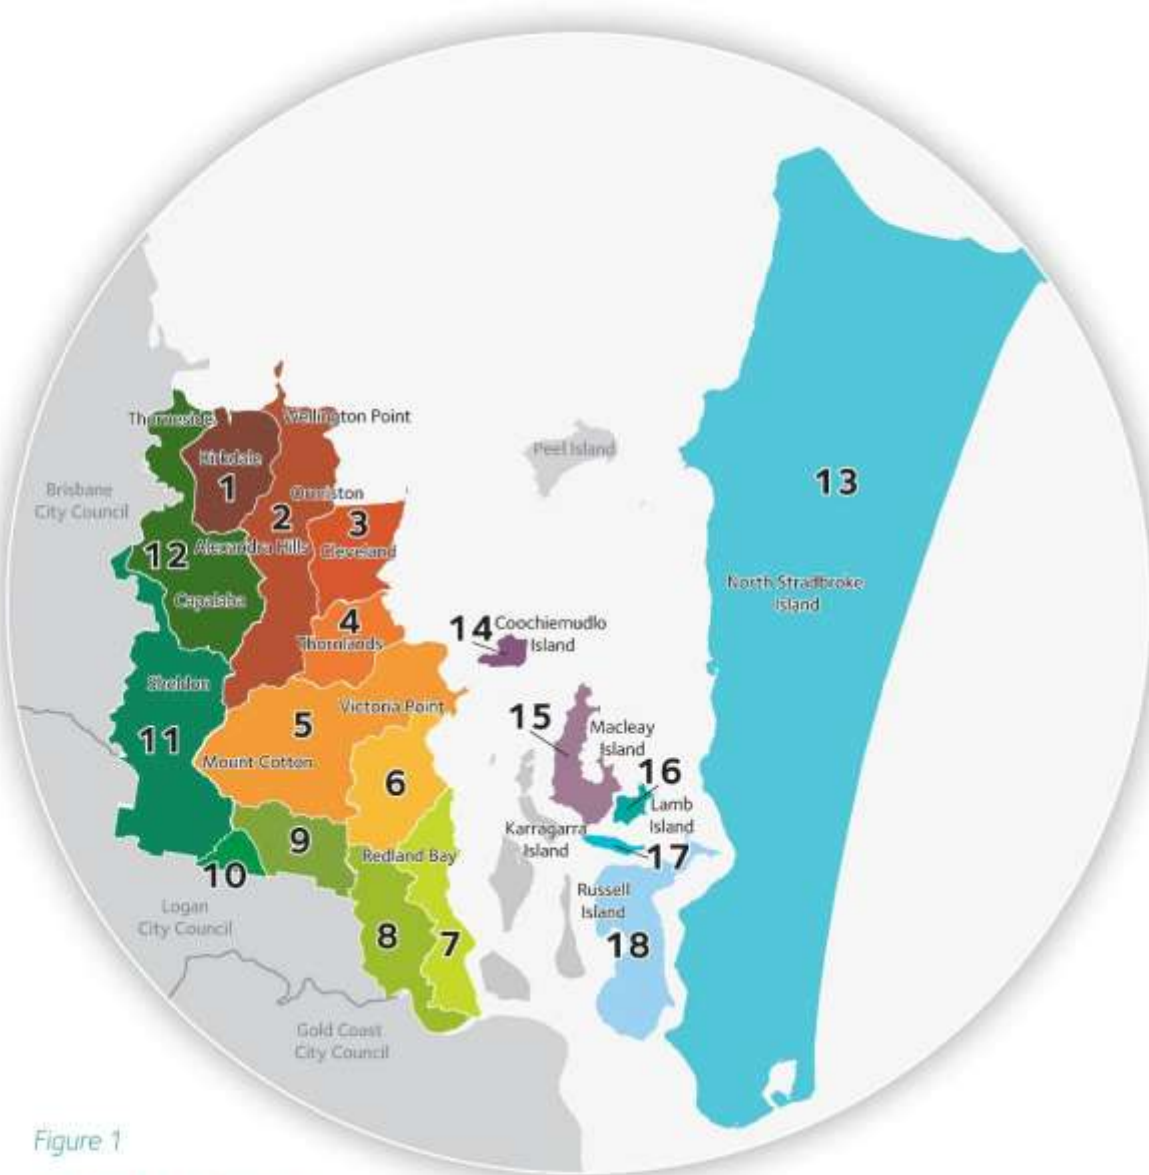 Thorneside
Wellington Point
Birkdale
1
Peel Island
Brisbane
City Council
13
Ormiston
2
3
12
Alexandra Hills
Cleveland
Capalaba
North Stradbroke
Island
4
14
Coochiemudlo
Island
Thornlands
Sheldon
Victoria Point
5
15
Macleay
Island
11
Mount Cotton
16
6
Lamb
Island
Karragarra
Island
9
17
Redland Bay
10
Russell
Island
Logan
City Council
8
7
18
Gold Coast
City Council
Figure 1